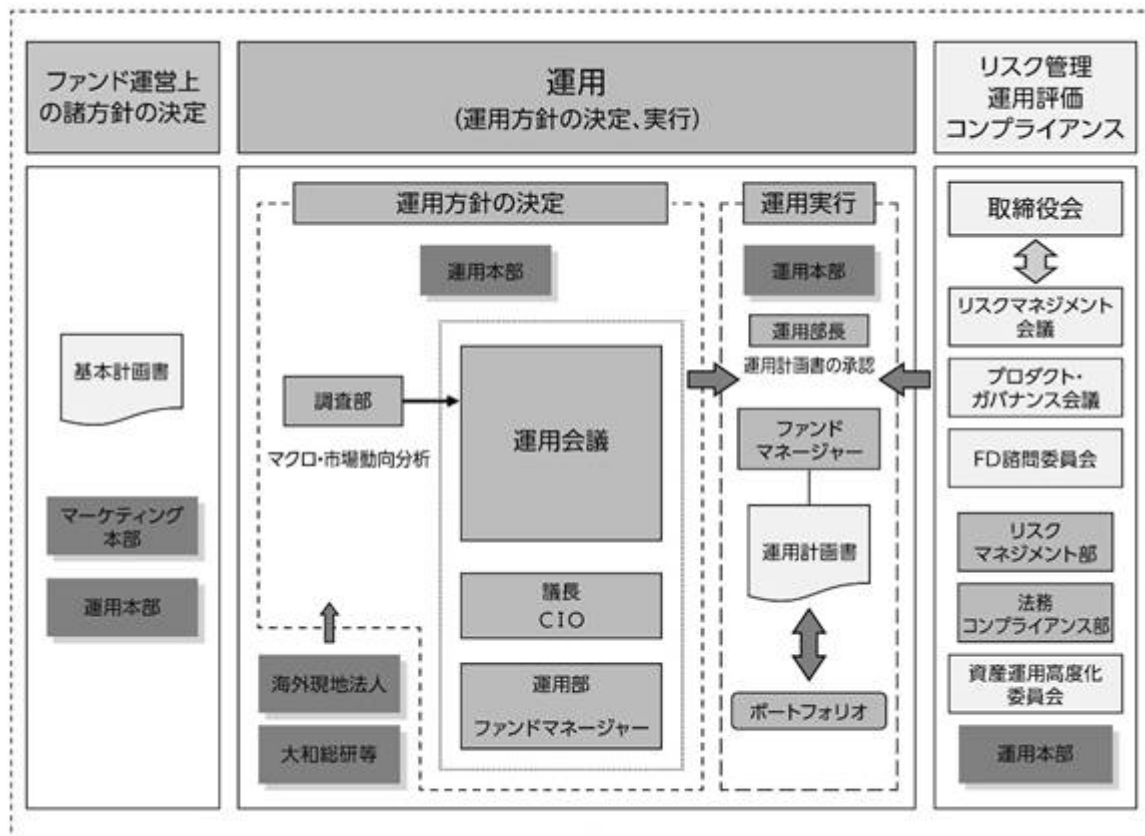 ファンド運営上
の諸方針の決定
運用
(運用方針の決定、実行)
リスク管理
運用評価
コンプライアンス
基本計画書
マーケティング
本部
運用本部
運用方針の決定
運用本部
調査部
マクロ・市場動向分析
運用会議
議長
CIO
運用部
ファンドマネージャー
海外現地法人
大和総研等
運用実行
運用本部
運用部長
運用計画書の承認
ファンド
マネージャー
運用計画書
ポートフォリオ
取締役会
リスクマネジメント
会議
プロダクト・
ガバナンス会議
FD諮問委員会
リスク
マネジメント部
法務
コンプライアンス部
資産運用高度化
委員会
運用本部